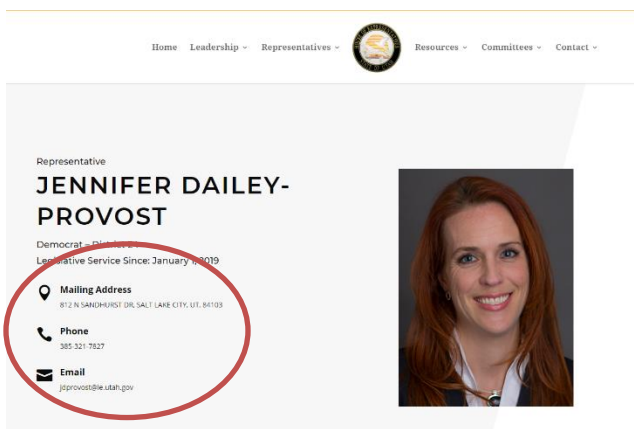 Home Leadership Representatives Resources Committees Contact
Representative
JENNIFER DAILEY-
PROVOST
Democrat – District
Legislative Service Since: January 1, 2019
Mailing Address
812 N SANDHURST DR. SALT LAKE CITY, UT. 84103
Phone
385-321-7827
Email
jdprovost@le.utah.gov